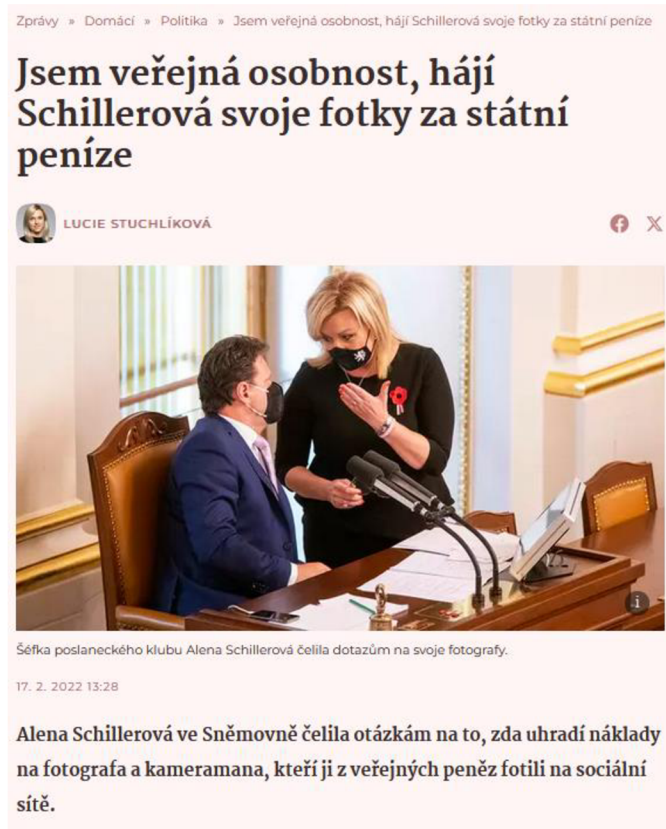 Zprávy » Domácí » Politika » Jsem veřejná osobnost, hájí Schillerová svoje fotky za státní peníze
Jsem veřejná osobnost, hájí
Schillerová svoje fotky za státní
peníze
LUCIE STUCHLÍKOVÁ
Šéfka poslaneckého klubu Alena Schillerová čelila dotazům na svoje fotografy.
17. 2. 2022 13:28
Alena Schillerová ve Sněmovně čelila otázkám na to, zda uhradí náklady
na fotografa a kameramana, kteří ji z veřejných peněz fotili na sociální
sítě.